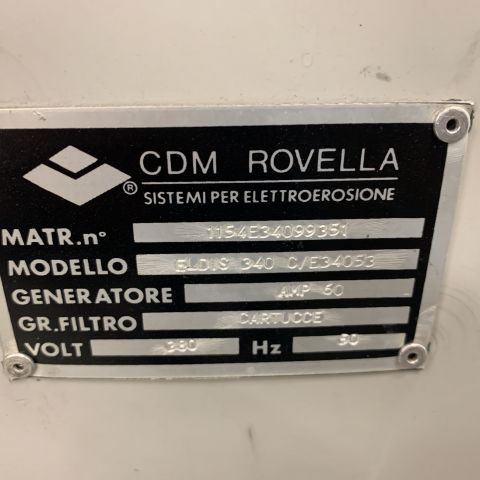 CDM ROVELLA
®
SISTEMI PER ELETTROEROSIONE
MATR.n° 1154E34099351
MODELLO ELDIS 340 C/E34053
GENERATORE AMP 60
GR.FILTRO CARTUCCE
VOLT 380 Hz 50